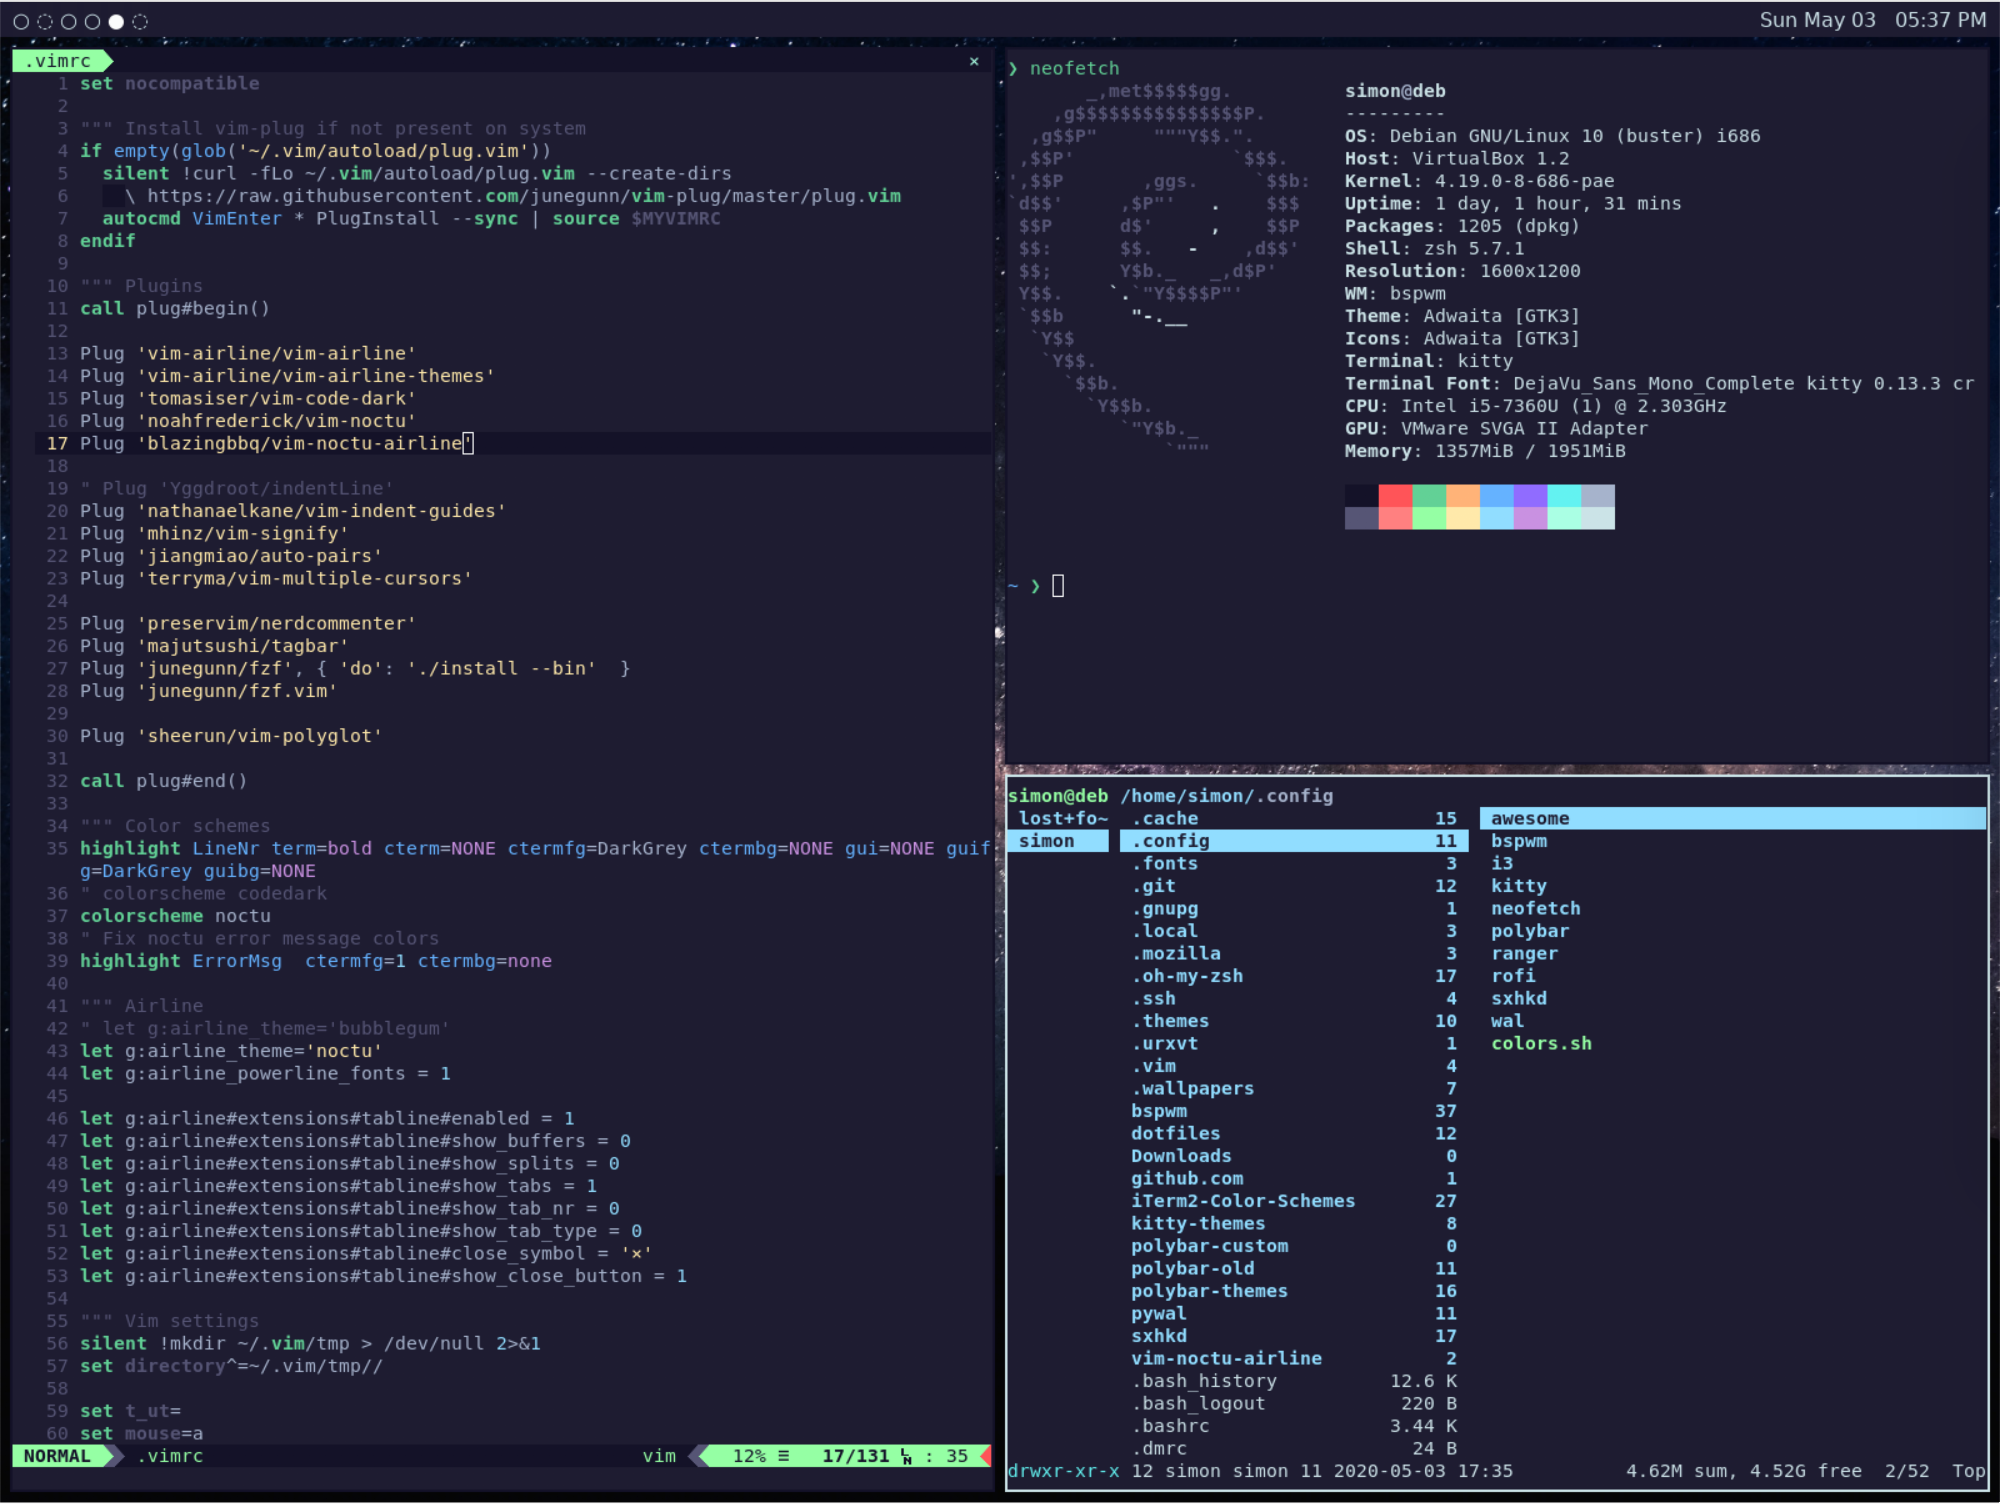 Sun May 03 05:37 PM
.vimrc ×
1 set nocompatible
2
3 """ Install vim-plug if not present on system
4 if empty(glob('~/.vim/autoload/plug.vim'))
5 silent !curl -fLo ~/.vim/autoload/plug.vim --create-dirs
6 \ https://raw.githubusercontent.com/junegunn/vim-plug/master/plug.vim
7 autocmd VimEnter * PlugInstall --sync | source $MYVIMRC
8 endif
9
10 """ Plugins
11 call plug#begin()
12
13 Plug 'vim-airline/vim-airline'
14 Plug 'vim-airline/vim-airline-themes'
15 Plug 'tomasiser/vim-code-dark'
16 Plug 'noahfrederick/vim-noctu'
17 Plug 'blazingbbq/vim-noctu-airline'
18
19 " Plug 'Yggdroot/indentLine'
20 Plug 'nathanaelkane/vim-indent-guides'
21 Plug 'mhinz/vim-signify'
22 Plug 'jiangmiao/auto-pairs'
23 Plug 'terryma/vim-multiple-cursors'
24
25 Plug 'preservim/nerdcommenter'
26 Plug 'majutsushi/tagbar'
27 Plug 'junegunn/fzf', { 'do': './install --bin'  }
28 Plug 'junegunn/fzf.vim'
29
30 Plug 'sheerun/vim-polyglot'
31
32 call plug#end()
33
34 """ Color schemes
35 highlight LineNr term=bold cterm=NONE ctermfg=DarkGrey ctermbg=NONE gui=NONE guif
g=DarkGrey guibg=NONE
36 " colorscheme codedark
37 colorscheme noctu
38 " Fix noctu error message colors
39 highlight ErrorMsg  ctermfg=1 ctermbg=none
40
41 """ Airline
42 " let g:airline_theme='bubblegum'
43 let g:airline_theme='noctu'
44 let g:airline_powerline_fonts = 1
45
46 let g:airline#extensions#tabline#enabled = 1
47 let g:airline#extensions#tabline#show_buffers = 0
48 let g:airline#extensions#tabline#show_splits = 0
49 let g:airline#extensions#tabline#show_tabs = 1
50 let g:airline#extensions#tabline#show_tab_nr = 0
51 let g:airline#extensions#tabline#show_tab_type = 0
52 let g:airline#extensions#tabline#close_symbol = '×'
53 let g:airline#extensions#tabline#show_close_button = 1
54
55 """ Vim settings
56 silent !mkdir ~/.vim/tmp > /dev/null 2>&1
57 set directory^=~/.vim/tmp//
58
59 set t_ut=
60 set mouse=a
NORMAL .vimrc vim 12% ≡ 17/131 : 35
❯ neofetch
_,met$$$$$gg.
,g$$$$$$$$$$$$$$$P.
,g$$P"     """Y$$.".
,$$P'              `$$$.
',$$P       ,ggs.     `$$b:
`d$$'     ,$P"'   .    $$$
$$P      d$'     ,    $$P
$$:      $$.   -    ,d$$'
$$;      Y$b._   _,d$P'
Y$$.    `.`"Y$$$$P"'
`$$b      "-.__
`Y$$
`Y$$.
`$$b.
`Y$$b.
`"Y$b._
`"""
simon@deb
---------
OS: Debian GNU/Linux 10 (buster) i686
Host: VirtualBox 1.2
Kernel: 4.19.0-8-686-pae
Uptime: 1 day, 1 hour, 31 mins
Packages: 1205 (dpkg)
Shell: zsh 5.7.1
Resolution: 1600x1200
WM: bspwm
Theme: Adwaita [GTK3]
Icons: Adwaita [GTK3]
Terminal: kitty
Terminal Font: DejaVu_Sans_Mono_Complete kitty 0.13.3 cr
CPU: Intel i5-7360U (1) @ 2.303GHz
GPU: VMware SVGA II Adapter
Memory: 1357MiB / 1951MiB
~ ❯
simon@deb /home/simon/.config
lost+fo~ .cache 15 awesome
simon .config 11 bspwm
.fonts 3 i3
.git 12 kitty
.gnupg 1 neofetch
.local 3 polybar
.mozilla 3 ranger
.oh-my-zsh 17 rofi
.ssh 4 sxhkd
.themes 10 wal
.urxvt 1 colors.sh
.vim 4
.wallpapers 7
bspwm 37
dotfiles 12
Downloads 0
github.com 1
iTerm2-Color-Schemes 27
kitty-themes 8
polybar-custom 0
polybar-old 11
polybar-themes 16
pywal 11
sxhkd 17
vim-noctu-airline 2
.bash_history 12.6 K
.bash_logout 220 B
.bashrc 3.44 K
.dmrc 24 B
drwxr-xr-x 12 simon simon 11 2020-05-03 17:35 4.62M sum, 4.52G free 2/52 Top